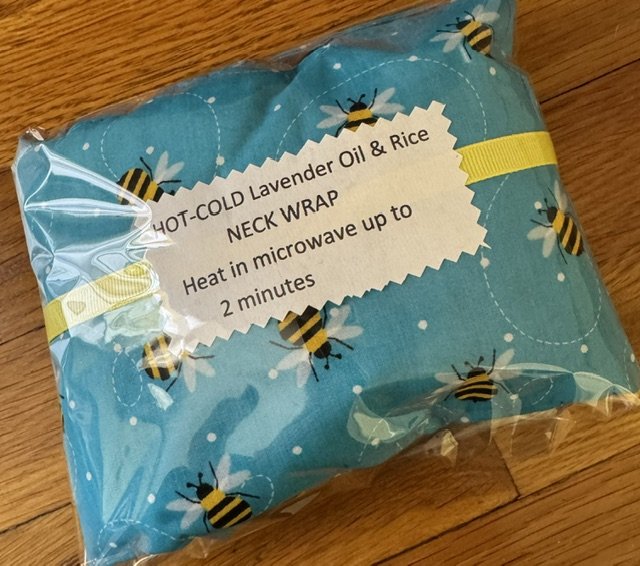 HOT-COLD Lavender Oil & Rice
NECK WRAP
Heat in microwave up to
2 minutes